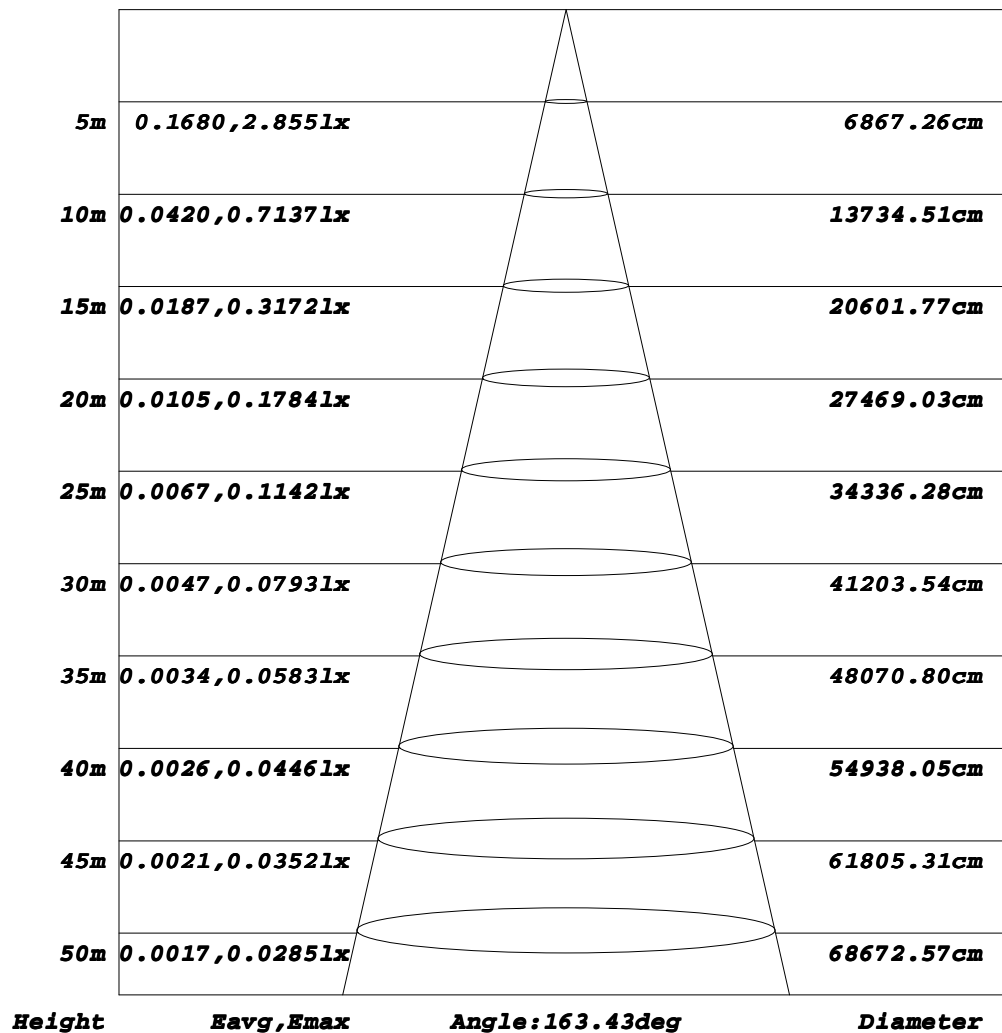 5m 0.1680,2.855lx 6867.26cm
10m 0.0420,0.7137lx 13734.51cm
15m 0.0187,0.3172lx 20601.77cm
20m 0.0105,0.1784lx 27469.03cm
25m 0.0067,0.1142lx 34336.28cm
30m 0.0047,0.0793lx 41203.54cm
35m 0.0034,0.0583lx 48070.80cm
40m 0.0026,0.0446lx 54938.05cm
45m 0.0021,0.0352lx 61805.31cm
50m 0.0017,0.0285lx 68672.57cm
Height Eavg,Emax Angle:163.43deg Diameter